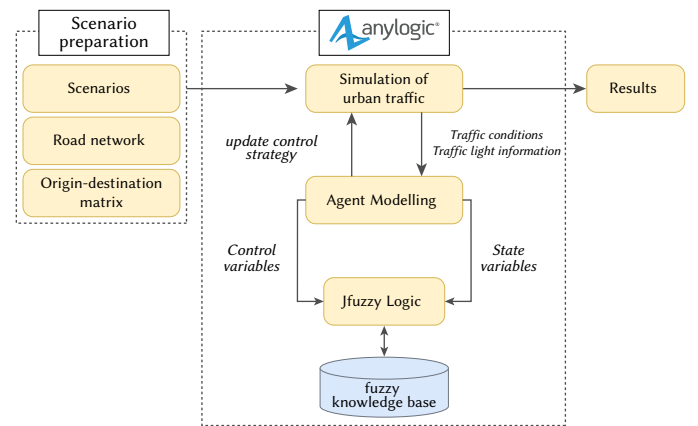 Scenario
preparation
Scenarios
Road network
Origin-destination
matrix
anylogic®
Simulation of
urban traffic
Results
update control
strategy
Traffic conditions
Traffic light information
Agent Modelling
Control
variables
State
variables
Jfuzzy Logic
fuzzy
knowledge base